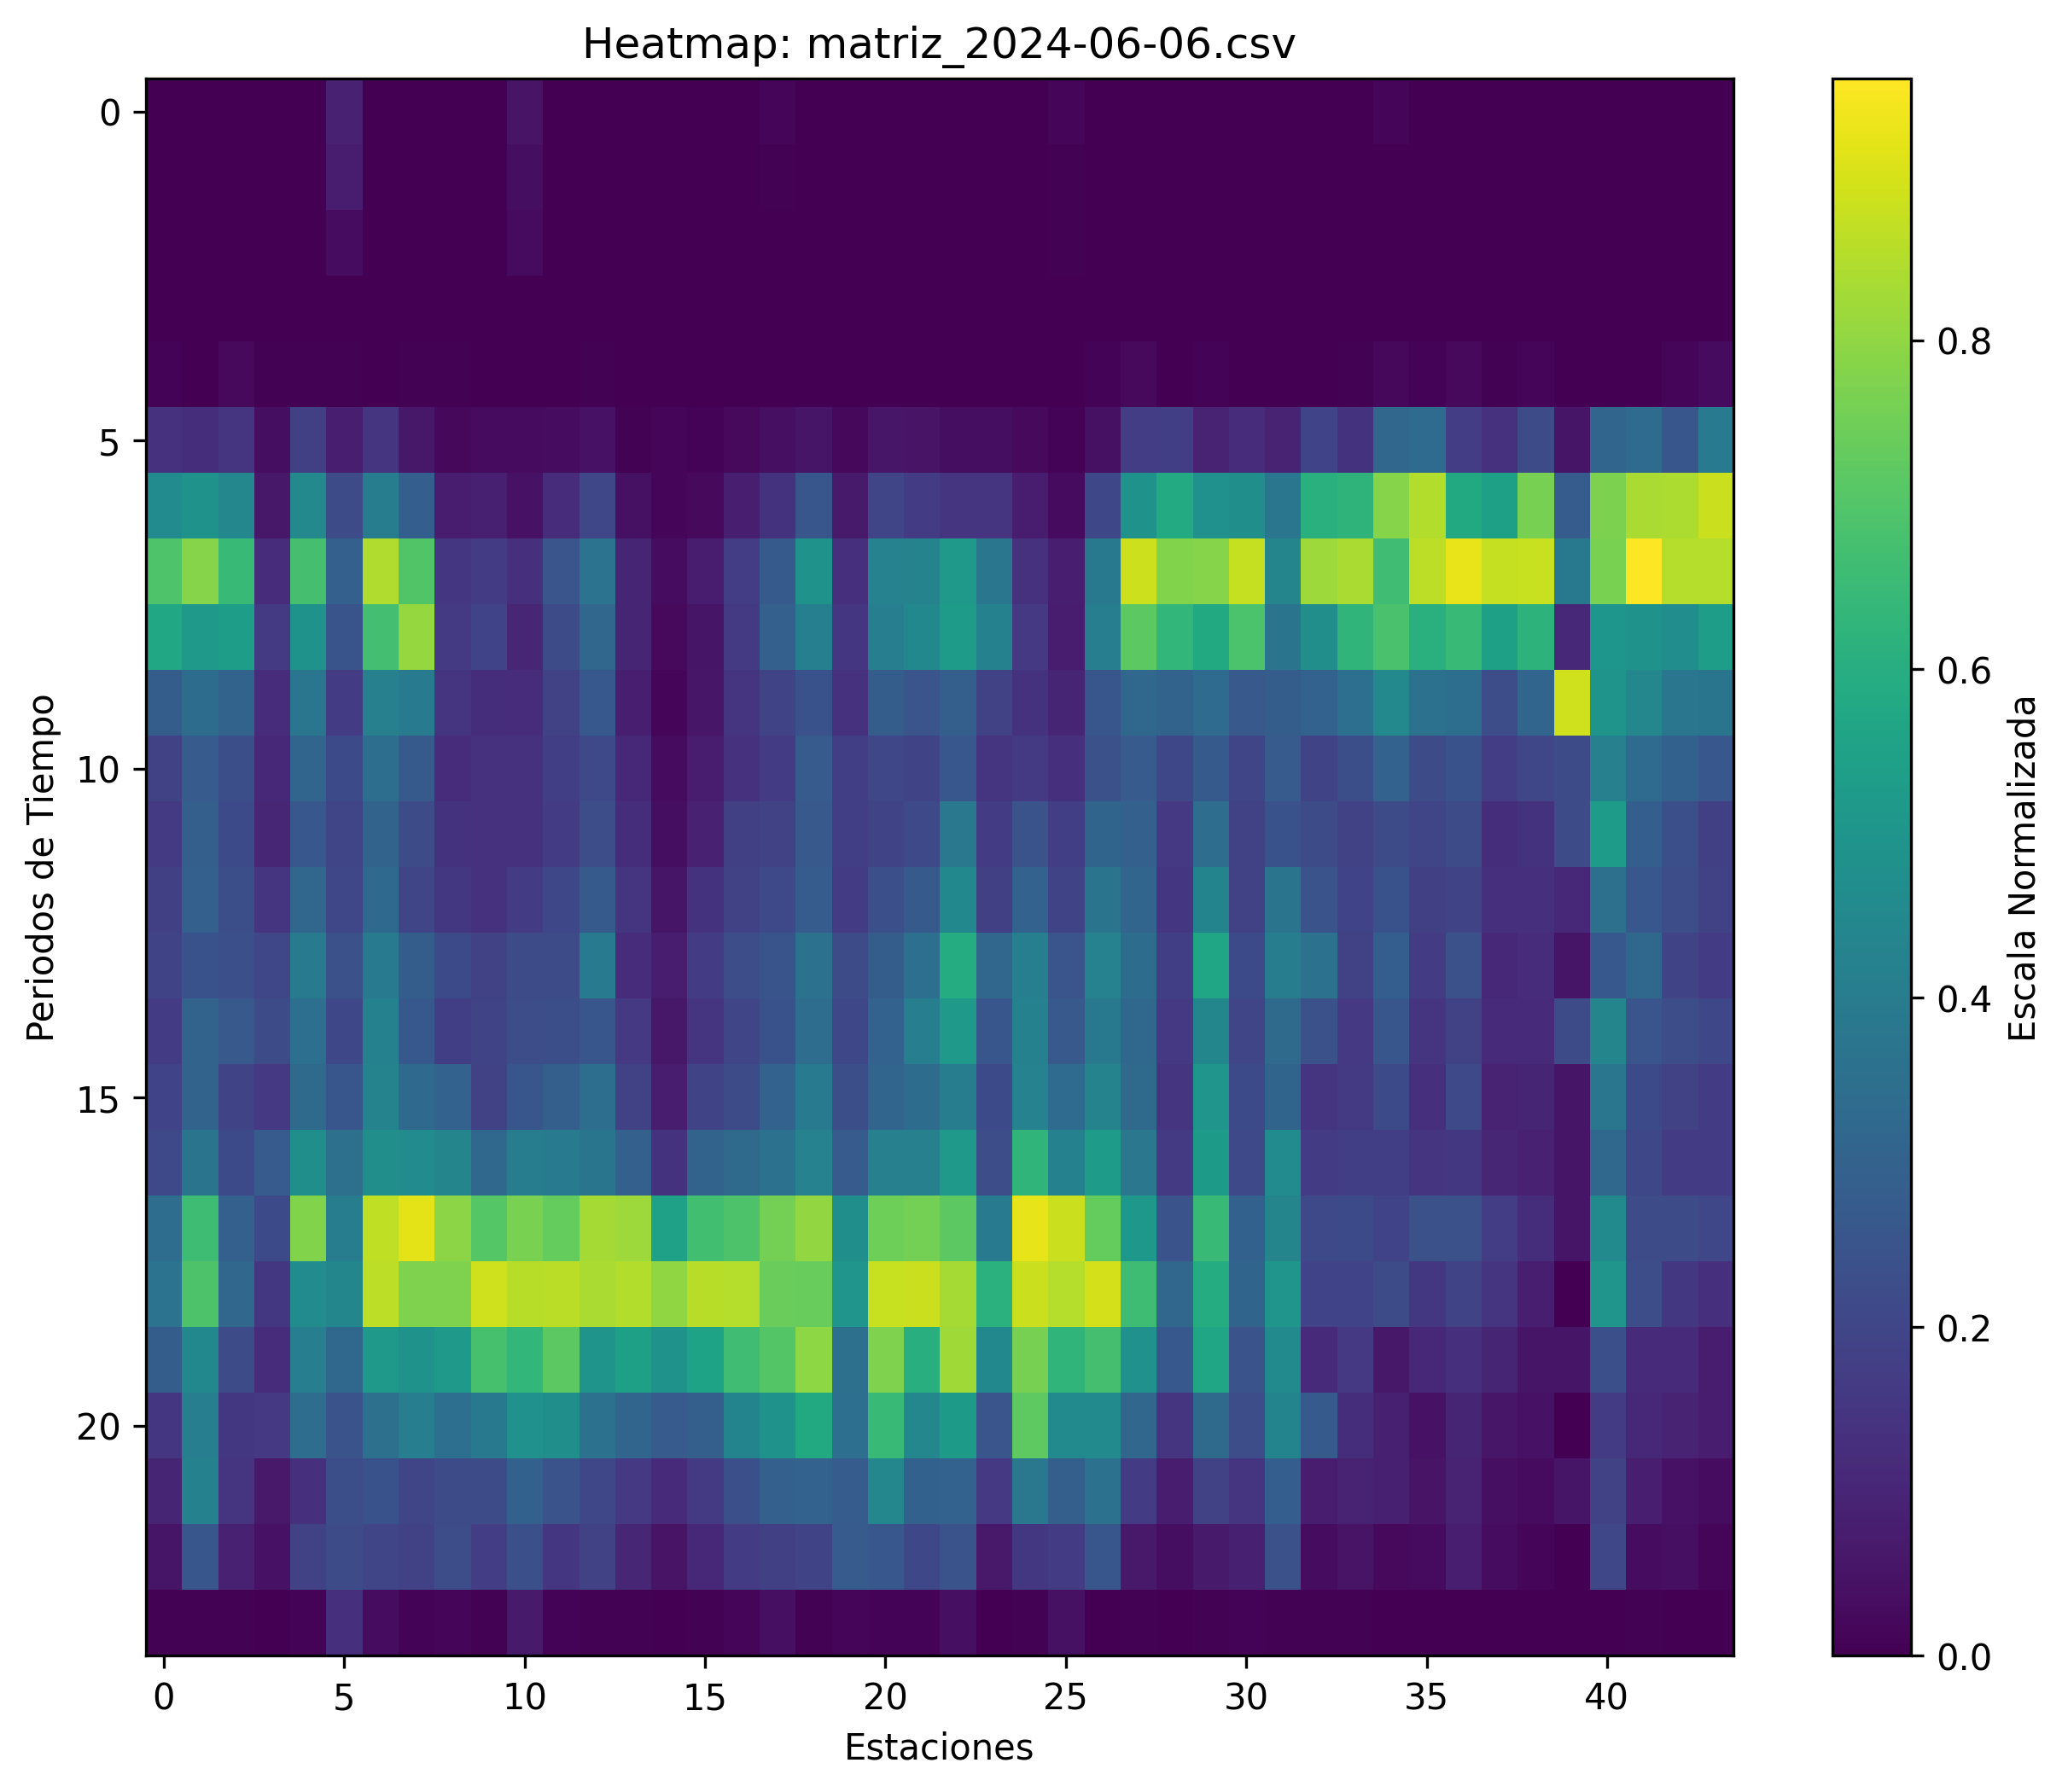 Heatmap: matriz_2024-06-06.csv
0
5
10
15
20
Periodos de Tiempo
0 5 10 15 20 25 30 35 40
Estaciones
0.8
0.6
0.4
0.2
0.0
Escala Normalizada